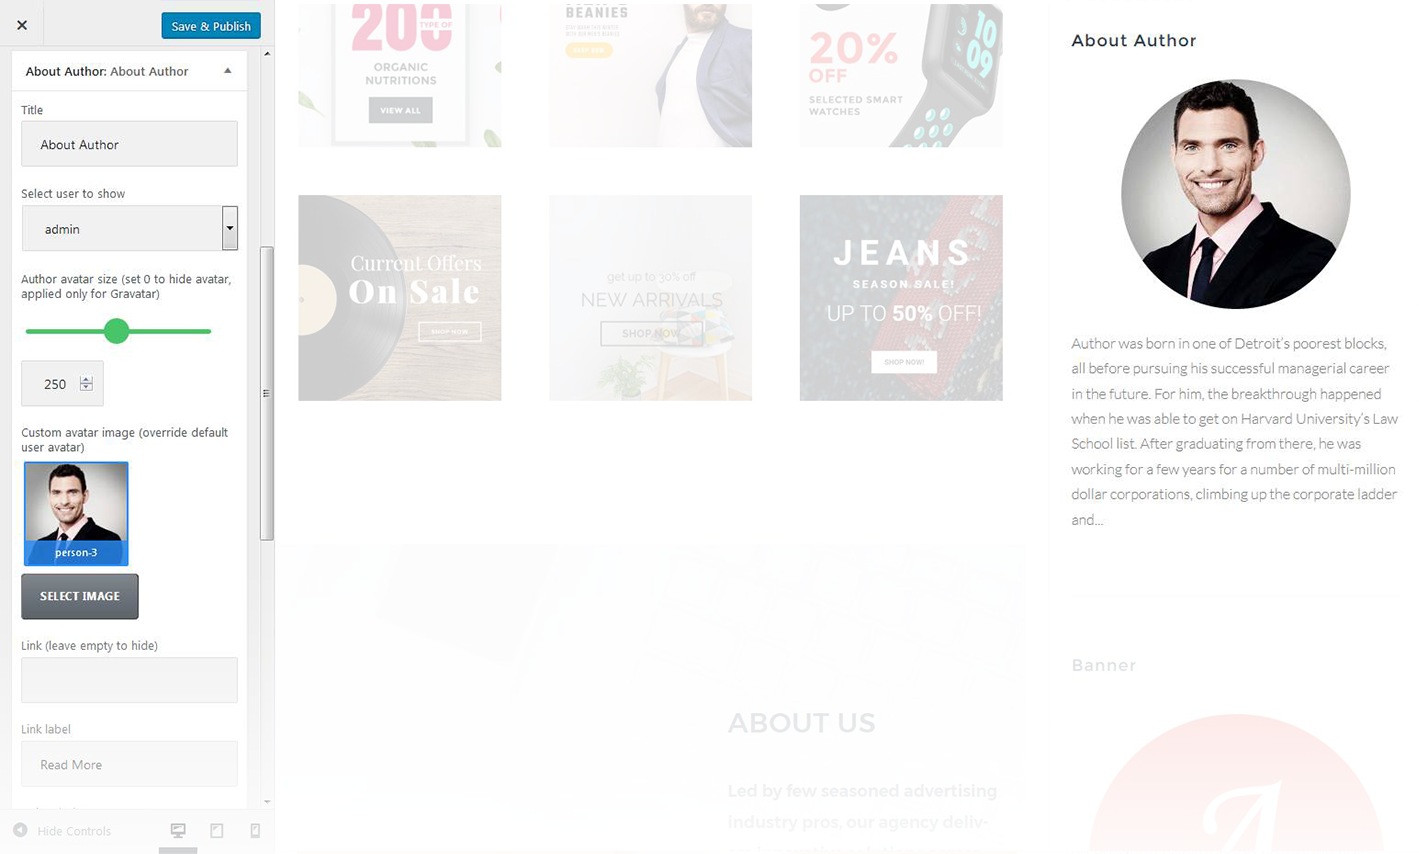 Save & Publish
About Author: About Author
Title
About Author
Select user to show
admin
Author avatar size (set 0 to hide avatar,
applied only for Gravatar)
250
Custom avatar image (override default
user avatar)
person-3
SELECT IMAGE
Link (leave empty to hide)
Link label
Read More
Hide Controls
200 TYPE OF
ORGANIC
NUTRITIONS
VIEW ALL
BEANIES
SHOP NOW
20%
OFF
SELECTED SMART
WATCHES
10:
09
Current Offers
On Sale
SHOP NOW
get up to 30% off
NEW ARRIVALS
SHOP NOW
JEANS
SEASON SALE!
UP TO 50% OFF!
SHOP NOW!
ABOUT US
Led by few seasoned advertising
industry pros, our agency deliv-
About Author
Author was born in one of Detroit’s poorest blocks,
all before pursuing his successful managerial career
in the future. For him, the breakthrough happened
when he was able to get on Harvard University’s Law
School list. After graduating from there, he was
working for a few years for a number of multi-million
dollar corporations, climbing up the corporate ladder
and...
Banner